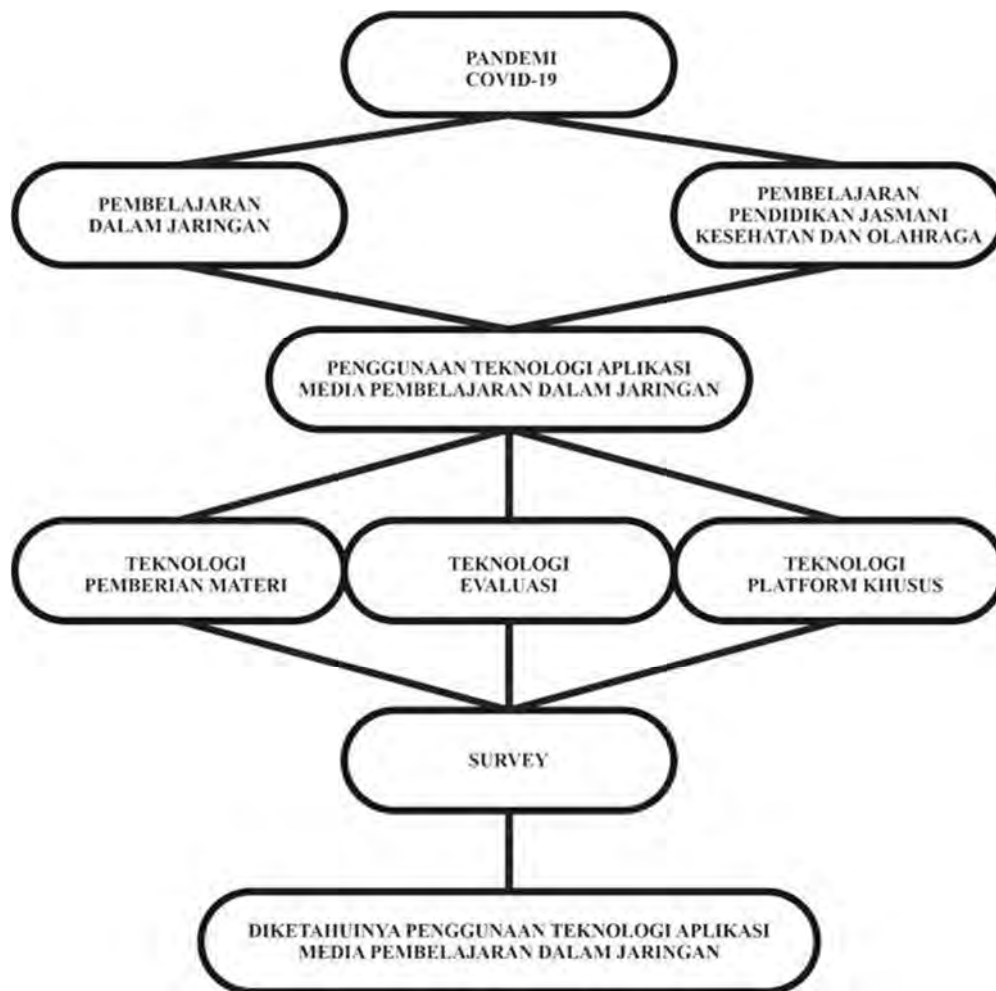 PANDEMI
COVID-19
PEMBELAJARAN
DALAM JARINGAN
PEMBELAJARAN
PENDIDIKAN JASMANI
KESEHATAN DAN OLAHRAGA
PENGGUNAAN TEKNOLOGI APLIKASI
MEDIA PEMBELAJARAN DALAM JARINGAN
TEKNOLOGI
PEMBERIAN MATERI
TEKNOLOGI
EVALUASI
TEKNOLOGI
PLATFORM KHUSUS
SURVEY
DIKETAHUINYA PENGGUNAAN TEKNOLOGI APLIKASI
MEDIA PEMBELAJARAN DALAM JARINGAN